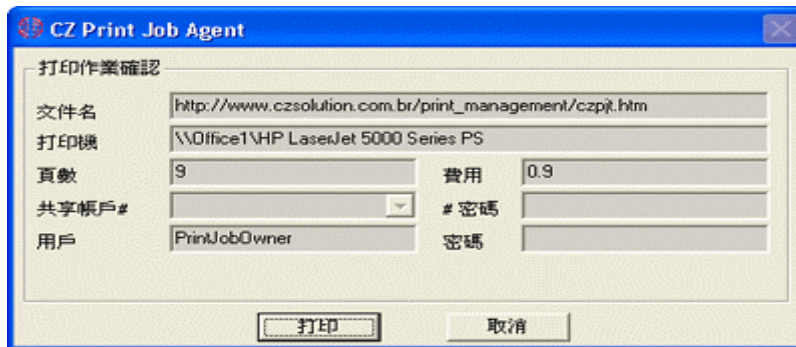 CZ Print Job Agent
打印作業確認
文件名 http://www.czsolution.com.br/print_management/czpjt.htm
打印機 \\Office1\HP LaserJet 5000 Series PS
頁數 9 費用 0.9
共享帳戶# # 密碼
用戶 PrintJobOwner 密碼
打印 取消